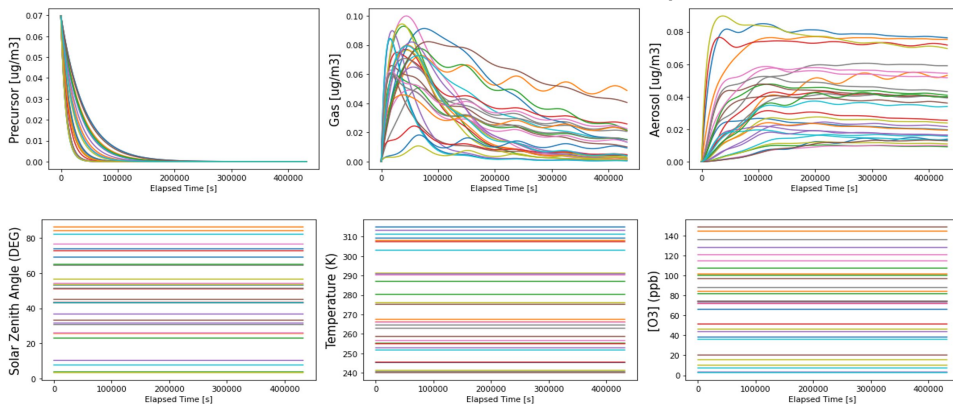 Precursor [ug/m3]
0.07
0.06
0.05
0.04
0.03
0.02
0.01
0.00
0 100000 200000 300000 400000
Elapsed Time [s]
Gas [ug/m3]
0.10
0.08
0.06
0.04
0.02
0.00
0 100000 200000 300000 400000
Elapsed Time [s]
Aerosol [ug/m3]
0.08
0.06
0.04
0.02
0.00
0 100000 200000 300000 400000
Elapsed Time [s]
Solar Zenith Angle (DEG)
80
60
40
20
0
0 100000 200000 300000 400000
Elapsed Time [s]
Temperature (K)
310
300
290
280
270
260
250
240
0 100000 200000 300000 400000
Elapsed Time [s]
[O3] (ppb)
140
120
100
80
60
40
20
0
0 100000 200000 300000 400000
Elapsed Time [s]